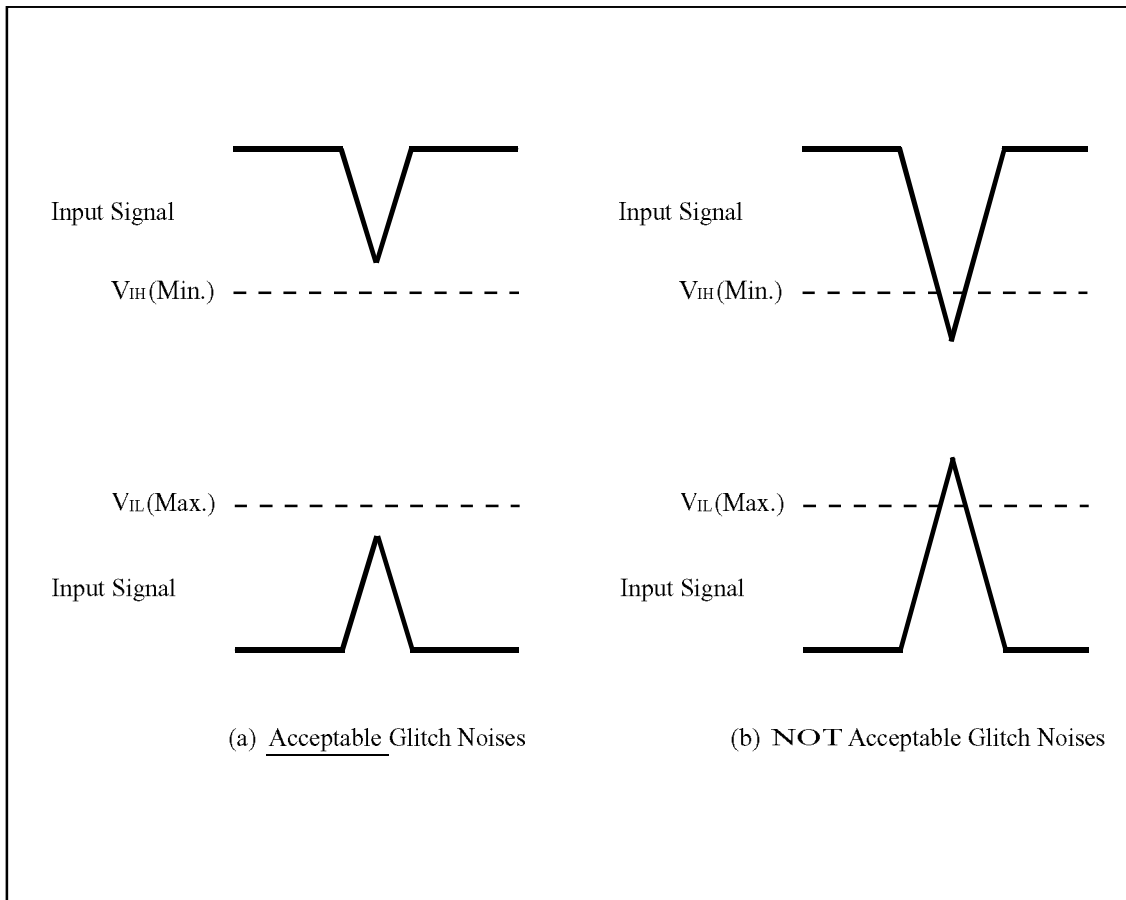 Input Signal
VIH(Min.)
VIL(Max.)
Input Signal
(a) Acceptable Glitch Noises
Input Signal
VIH(Min.)
VIL(Max.)
Input Signal
(b) NOT Acceptable Glitch Noises